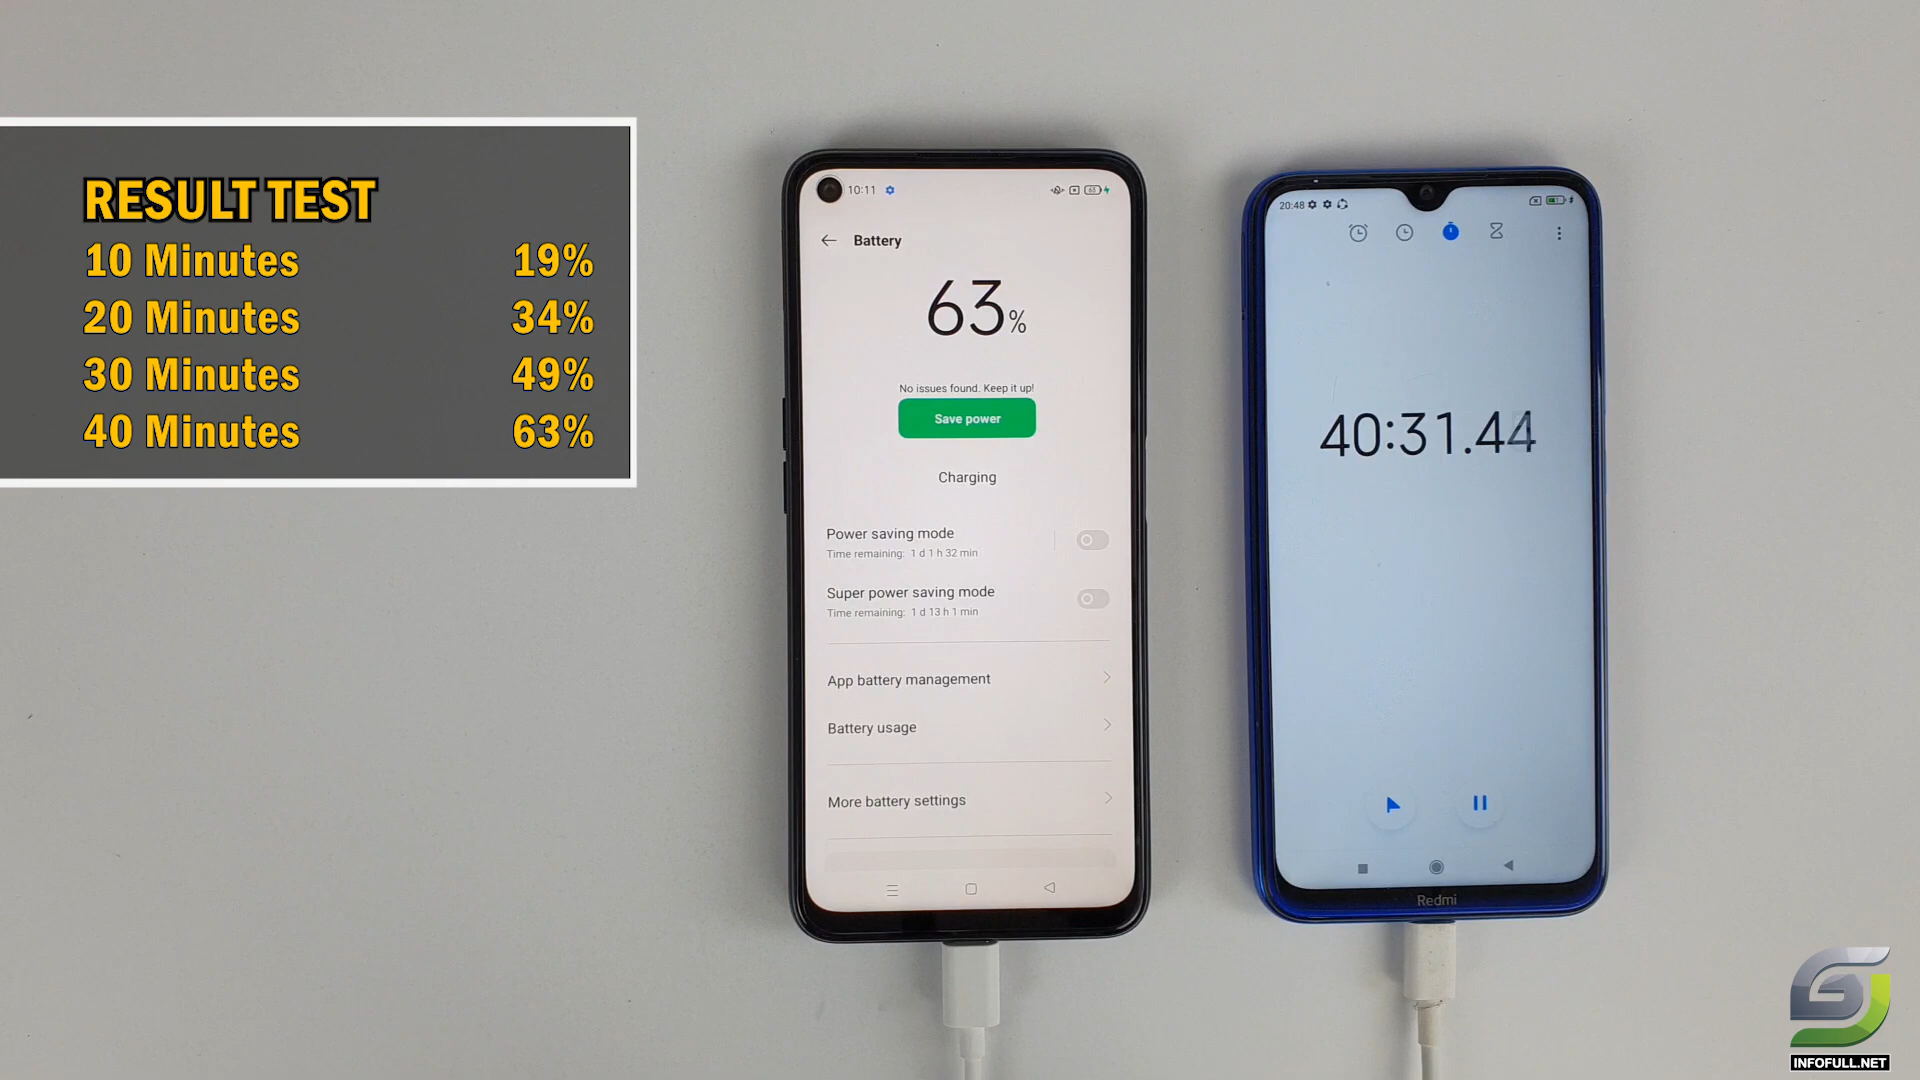 RESULT TEST
10 Minutes 19%
20 Minutes 34%
30 Minutes 49%
40 Minutes 63%
10:11
63
Battery
63%
No issues found. Keep it up!
Save power
Charging
Power saving mode
Time remaining: 1 d 1 h 32 min
Super power saving mode
Time remaining: 1 d 13 h 1 min
App battery management
Battery usage
More battery settings
20:48
40:31.44
Redmi
INFOFULL.NET